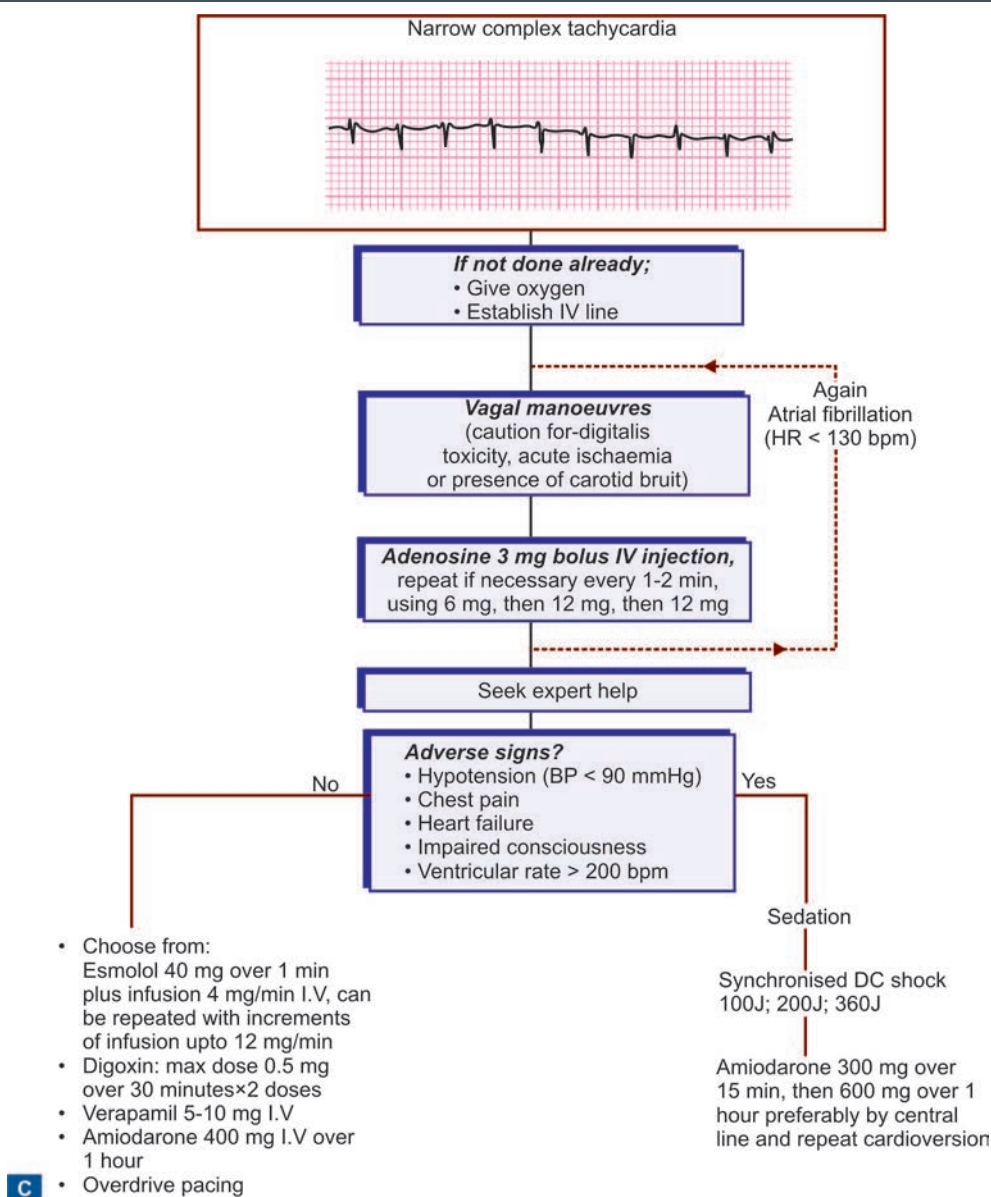 Narrow complex tachycardia
If not done already;
• Give oxygen
• Establish IV line
Again
Atrial fibrillation
(HR < 130 bpm)
Vagal manoeuvres
(caution for-digitalis
toxicity, acute ischaemia
or presence of carotid bruit)
Adenosine 3 mg bolus IV injection,
repeat if necessary every 1-2 min,
using 6 mg, then 12 mg, then 12 mg
Seek expert help
Adverse signs?
• Hypotension (BP < 90 mmHg)
• Chest pain
• Heart failure
• Impaired consciousness
• Ventricular rate > 200 bpm
No
Yes
• Choose from:
Esmolol 40 mg over 1 min
plus infusion 4 mg/min I.V, can
be repeated with increments
of infusion upto 12 mg/min
• Digoxin: max dose 0.5 mg
over 30 minutes×2 doses
• Verapamil 5-10 mg I.V
• Amiodarone 400 mg I.V over
1 hour
• Overdrive pacing
Sedation
Synchronised DC shock
100J; 200J; 360J
Amiodarone 300 mg over
15 min, then 600 mg over 1
hour preferably by central
line and repeat cardioversion
C